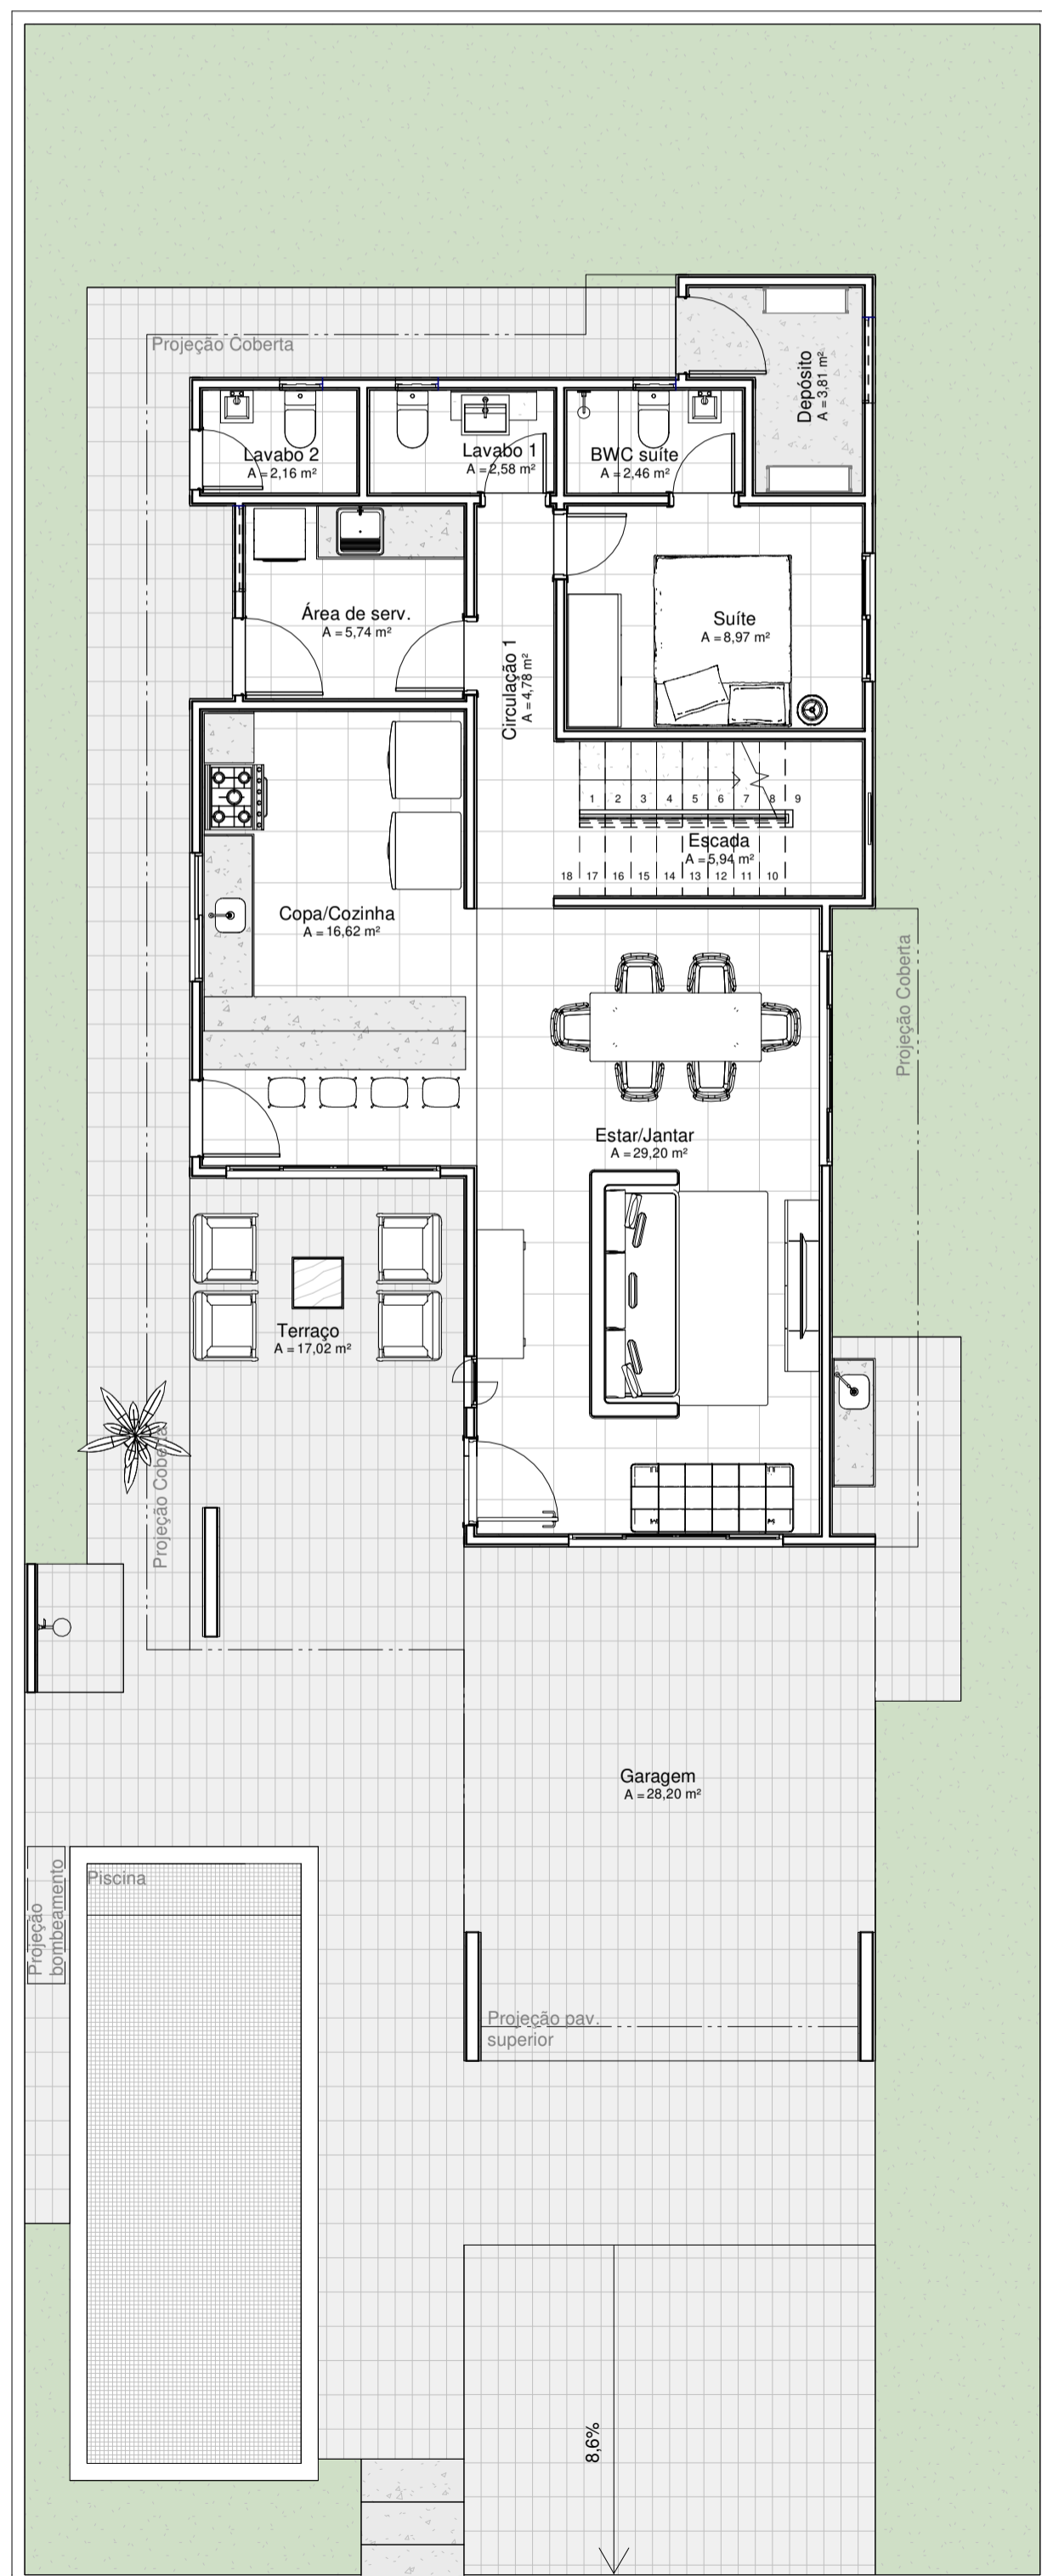 Projeção Coberta
Depósito
A = 3,81 m²
Lavabo 2
A = 2,16 m²
Lavabo 1
A = 2,58 m²
BWC suíte
A = 2,46 m²
Área de serv.
A = 5,74 m²
Circulação 1
A = 4,78 m²
Suíte
A = 8,97 m²
1 2 3 4 5 6 7 8 9
Escada
A = 5,94 m²
18 17 16 15 14 13 12 11 10
Copa/Cozinha
A = 16,62 m²
Projeção Coberta
Estar/Jantar
A = 29,20 m²
Terraço
A = 17,02 m²
Projeção Coberta
Garagem
A = 28,20 m²
Piscina
Projeção
bombeamento
Projeção pav.
superior
8,6%